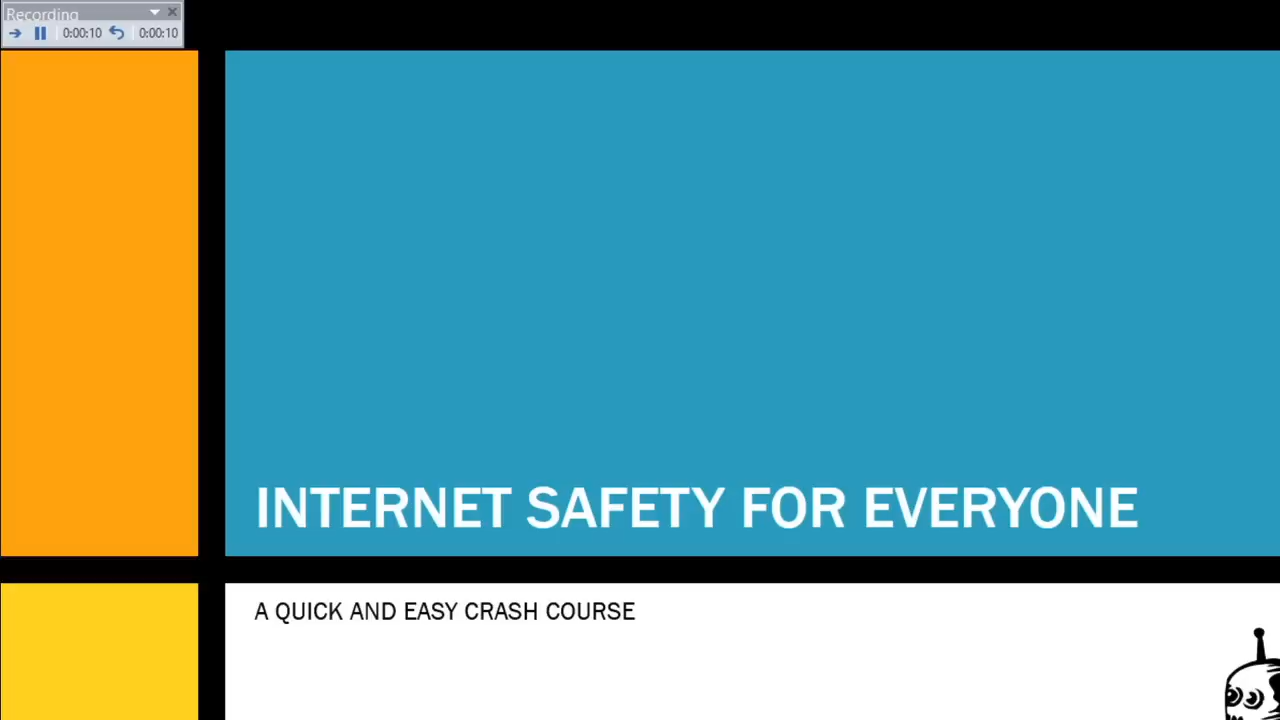 Recording
0:00:10 0:00:10
INTERNET SAFETY FOR EVERYONE
A QUICK AND EASY CRASH COURSE